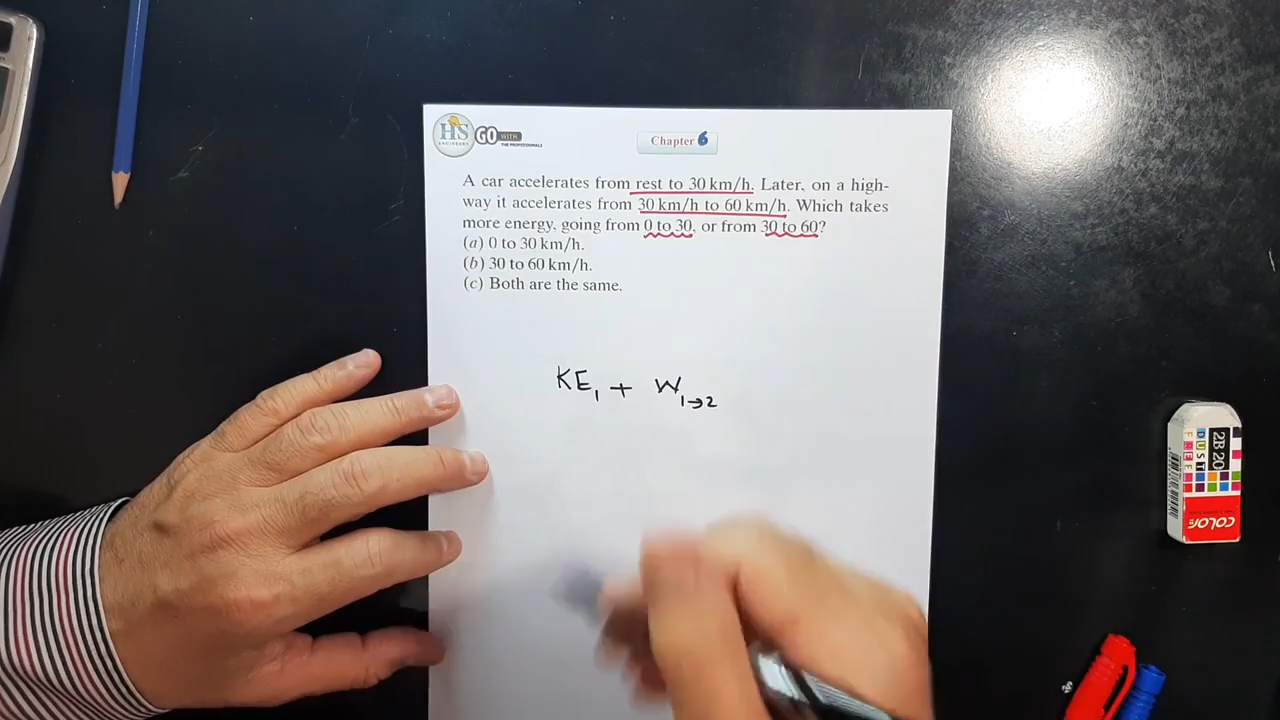 HS
ENGINEERS
GO WITH
THE PROFESSIONALS
Chapter 6
A car accelerates from rest to 30 km/h. Later, on a high-
way it accelerates from 30 km/h to 60 km/h. Which takes
more energy, going from 0 to 30, or from 30 to 60?
(a) 0 to 30 km/h.
(b) 30 to 60 km/h.
(c) Both are the same.
KE₁ + W₁→₂
2B 20
DUST
FREE
COLOR